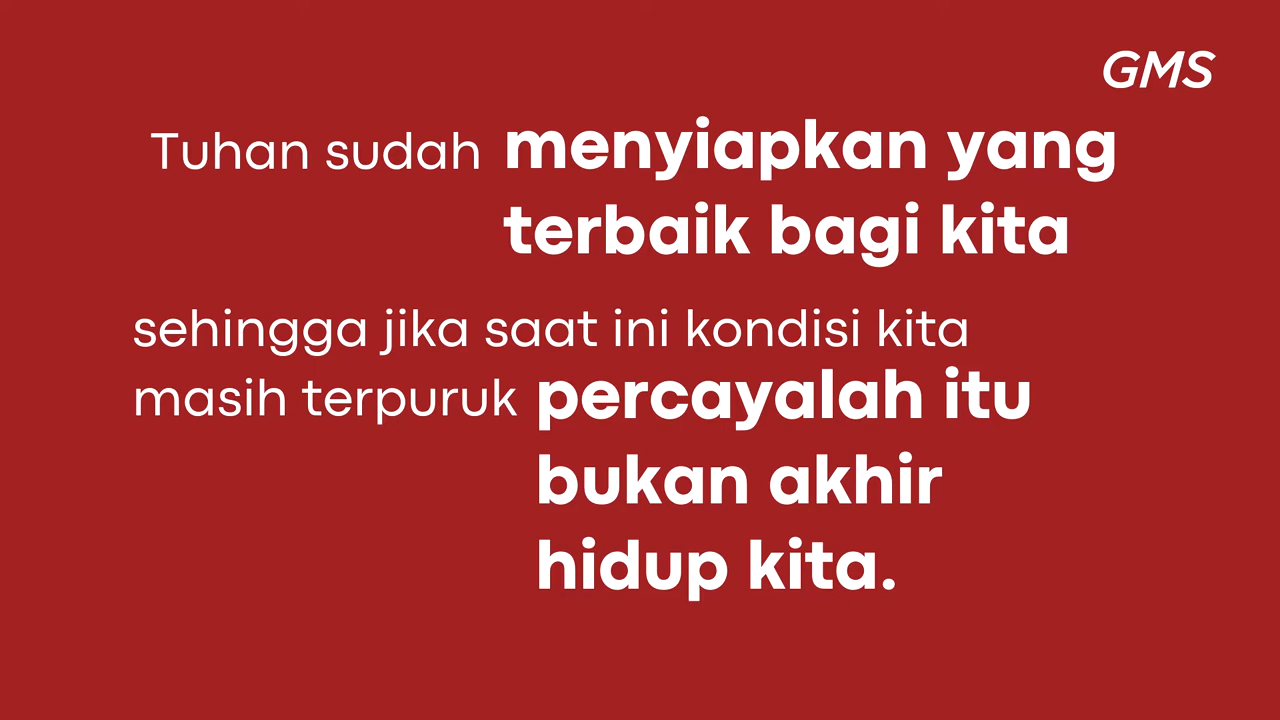 GMS
Tuhan sudah menyiapkan yang
terbaik bagi kita
sehingga jika saat ini kondisi kita
masih terpuruk percayalah itu
bukan akhir
hidup kita.